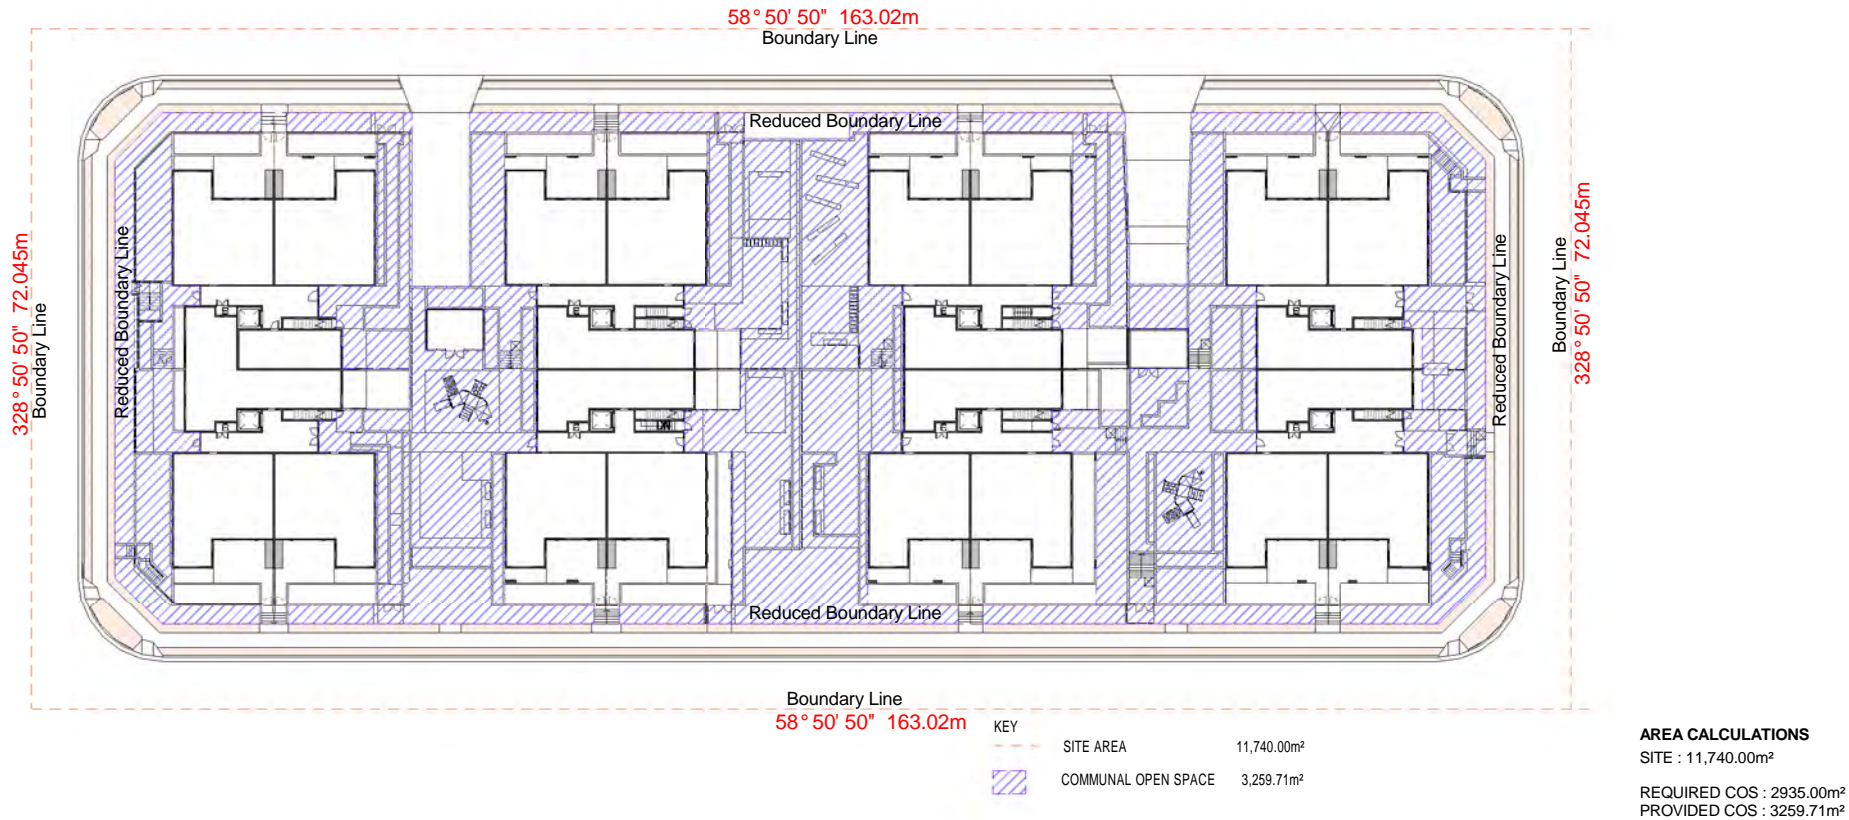 58° 50' 50" 163.02m
Boundary Line
Reduced Boundary Line
328° 50' 50" 72.045m
Boundary Line
Reduced Boundary Line
Reduced Boundary Line
Boundary Line
328° 50' 50" 72.045m
Reduced Boundary Line
Boundary Line
58° 50' 50" 163.02m
KEY
SITE AREA 11,740.00m²
COMMUNAL OPEN SPACE 3,259.71m²
AREA CALCULATIONS
SITE : 11,740.00m²
REQUIRED COS : 2935.00m²
PROVIDED COS : 3259.71m²